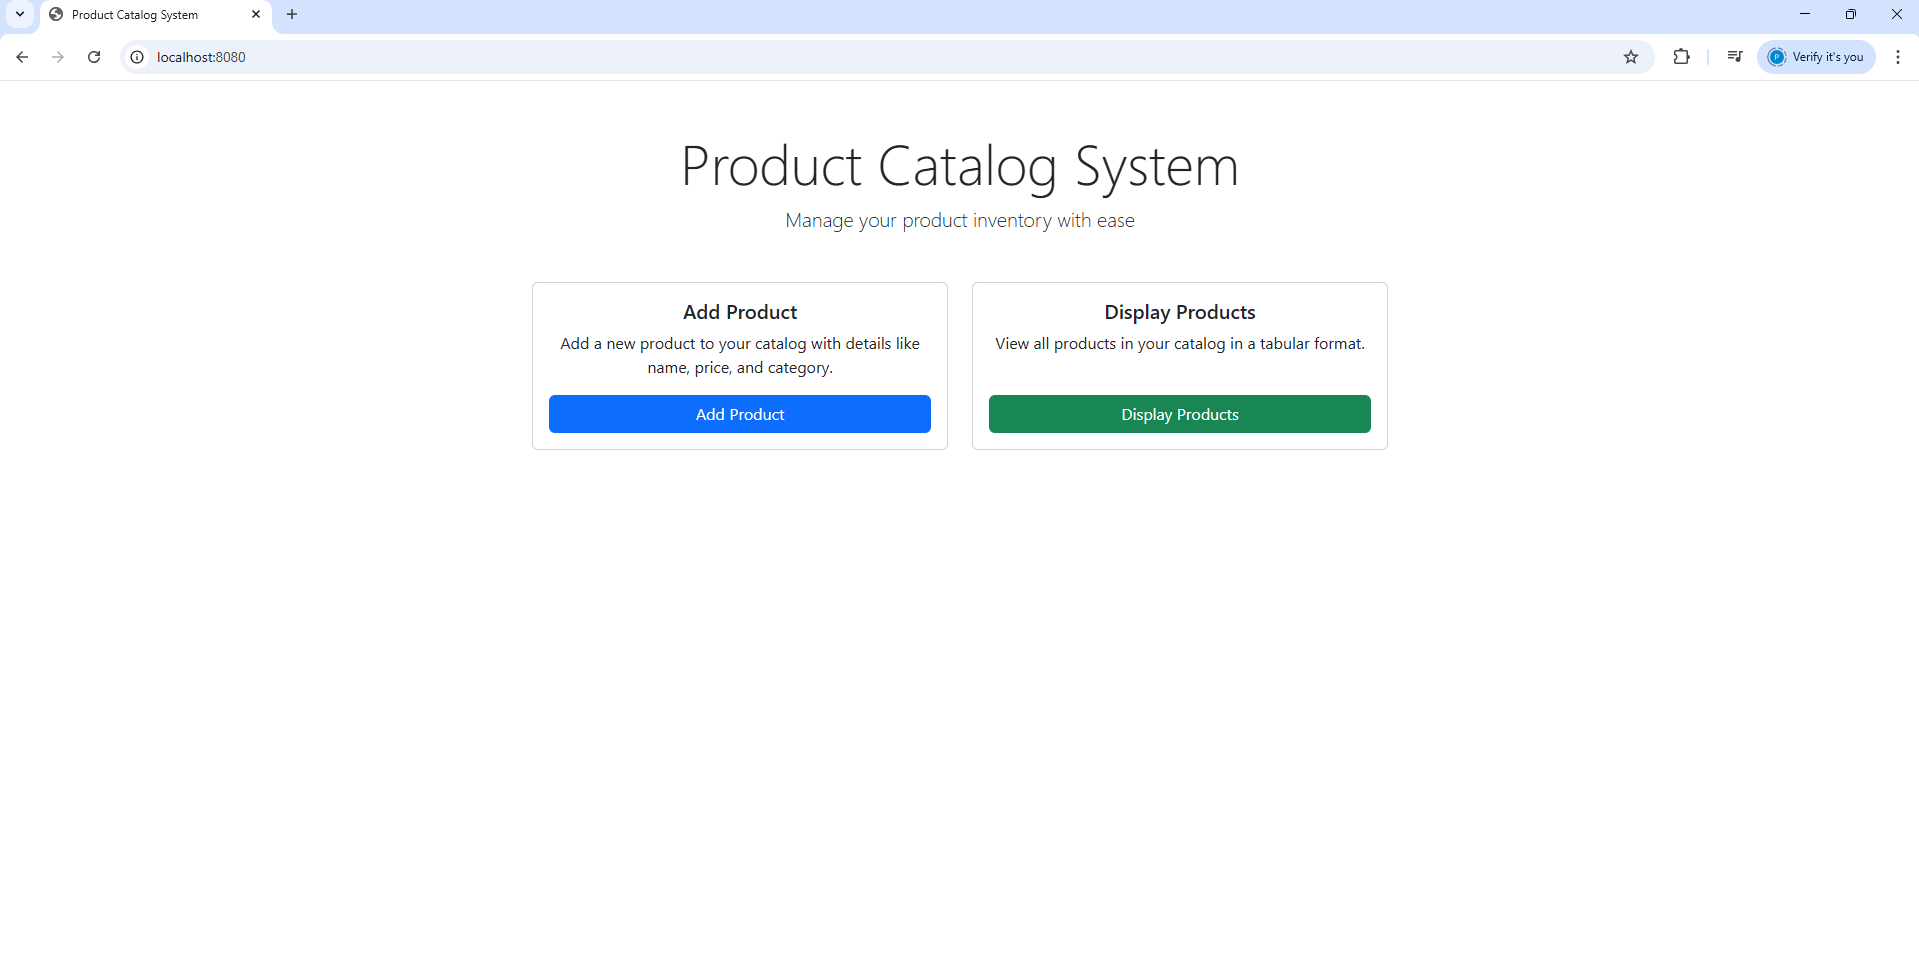 Product Catalog System
localhost:8080
Verify it's you
Product Catalog System
Manage your product inventory with ease
Add Product
Add a new product to your catalog with details like
name, price, and category.
Add Product
Display Products
View all products in your catalog in a tabular format.
Display Products